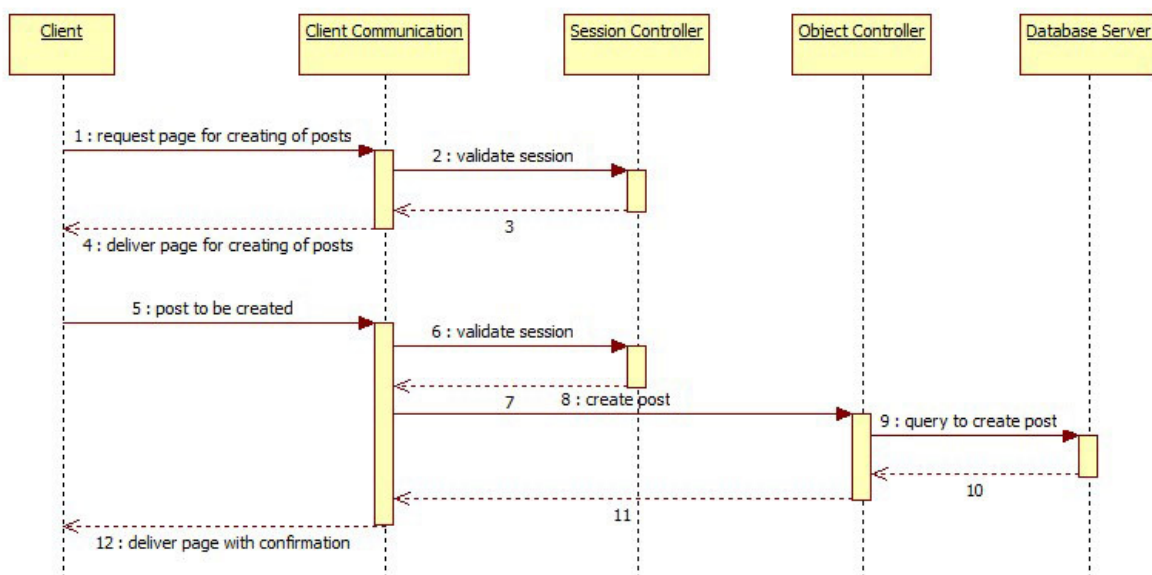 Client
Client Communication
Session Controller
Object Controller
Database Server
1 : request page for creating of posts
2 : validate session
3
4 : deliver page for creating of posts
5 : post to be created
6 : validate session
7
8 : create post
9 : query to create post
10
11
12 : deliver page with confirmation